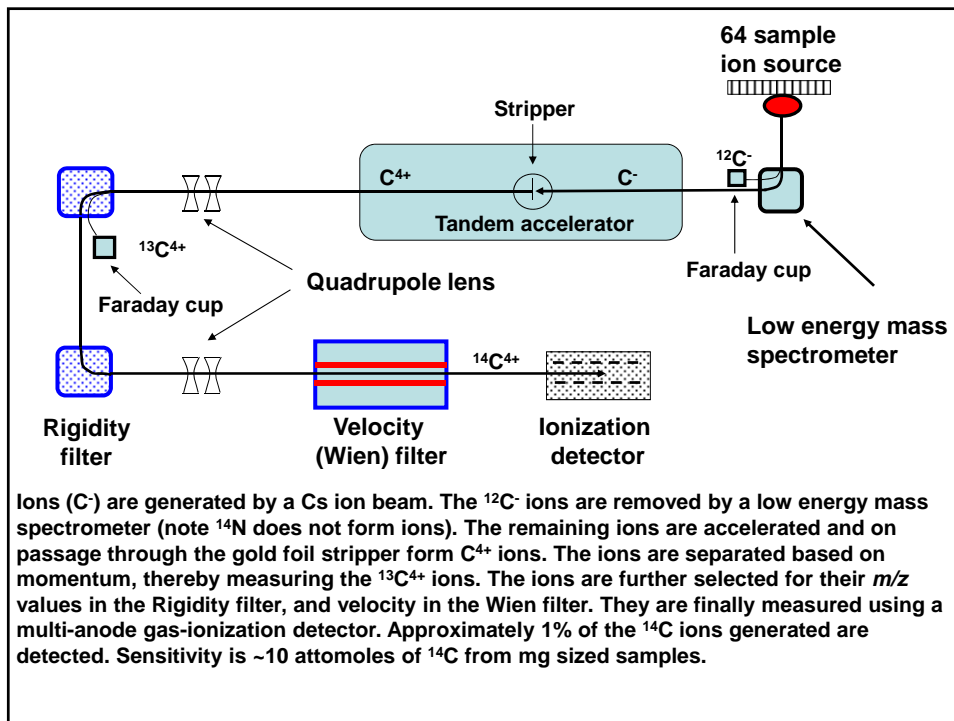 64 sample
ion source
Stripper
¹²C⁻
C⁴⁺
C⁻
Tandem accelerator
¹³C⁴⁺
Faraday cup
Quadrupole lens
Faraday cup
Low energy mass
spectrometer
¹⁴C⁴⁺
Rigidity
filter
Velocity
(Wien) filter
Ionization
detector
Ions (C⁻) are generated by a Cs ion beam. The ¹²C⁻ ions are removed by a low energy mass
spectrometer (note ¹⁴N does not form ions). The remaining ions are accelerated and on
passage through the gold foil stripper form C⁴⁺ ions. The ions are separated based on
momentum, thereby measuring the ¹³C⁴⁺ ions. The ions are further selected for their m/z
values in the Rigidity filter, and velocity in the Wien filter. They are finally measured using a
multi-anode gas-ionization detector. Approximately 1% of the ¹⁴C ions generated are
detected. Sensitivity is ~10 attomoles of ¹⁴C from mg sized samples.